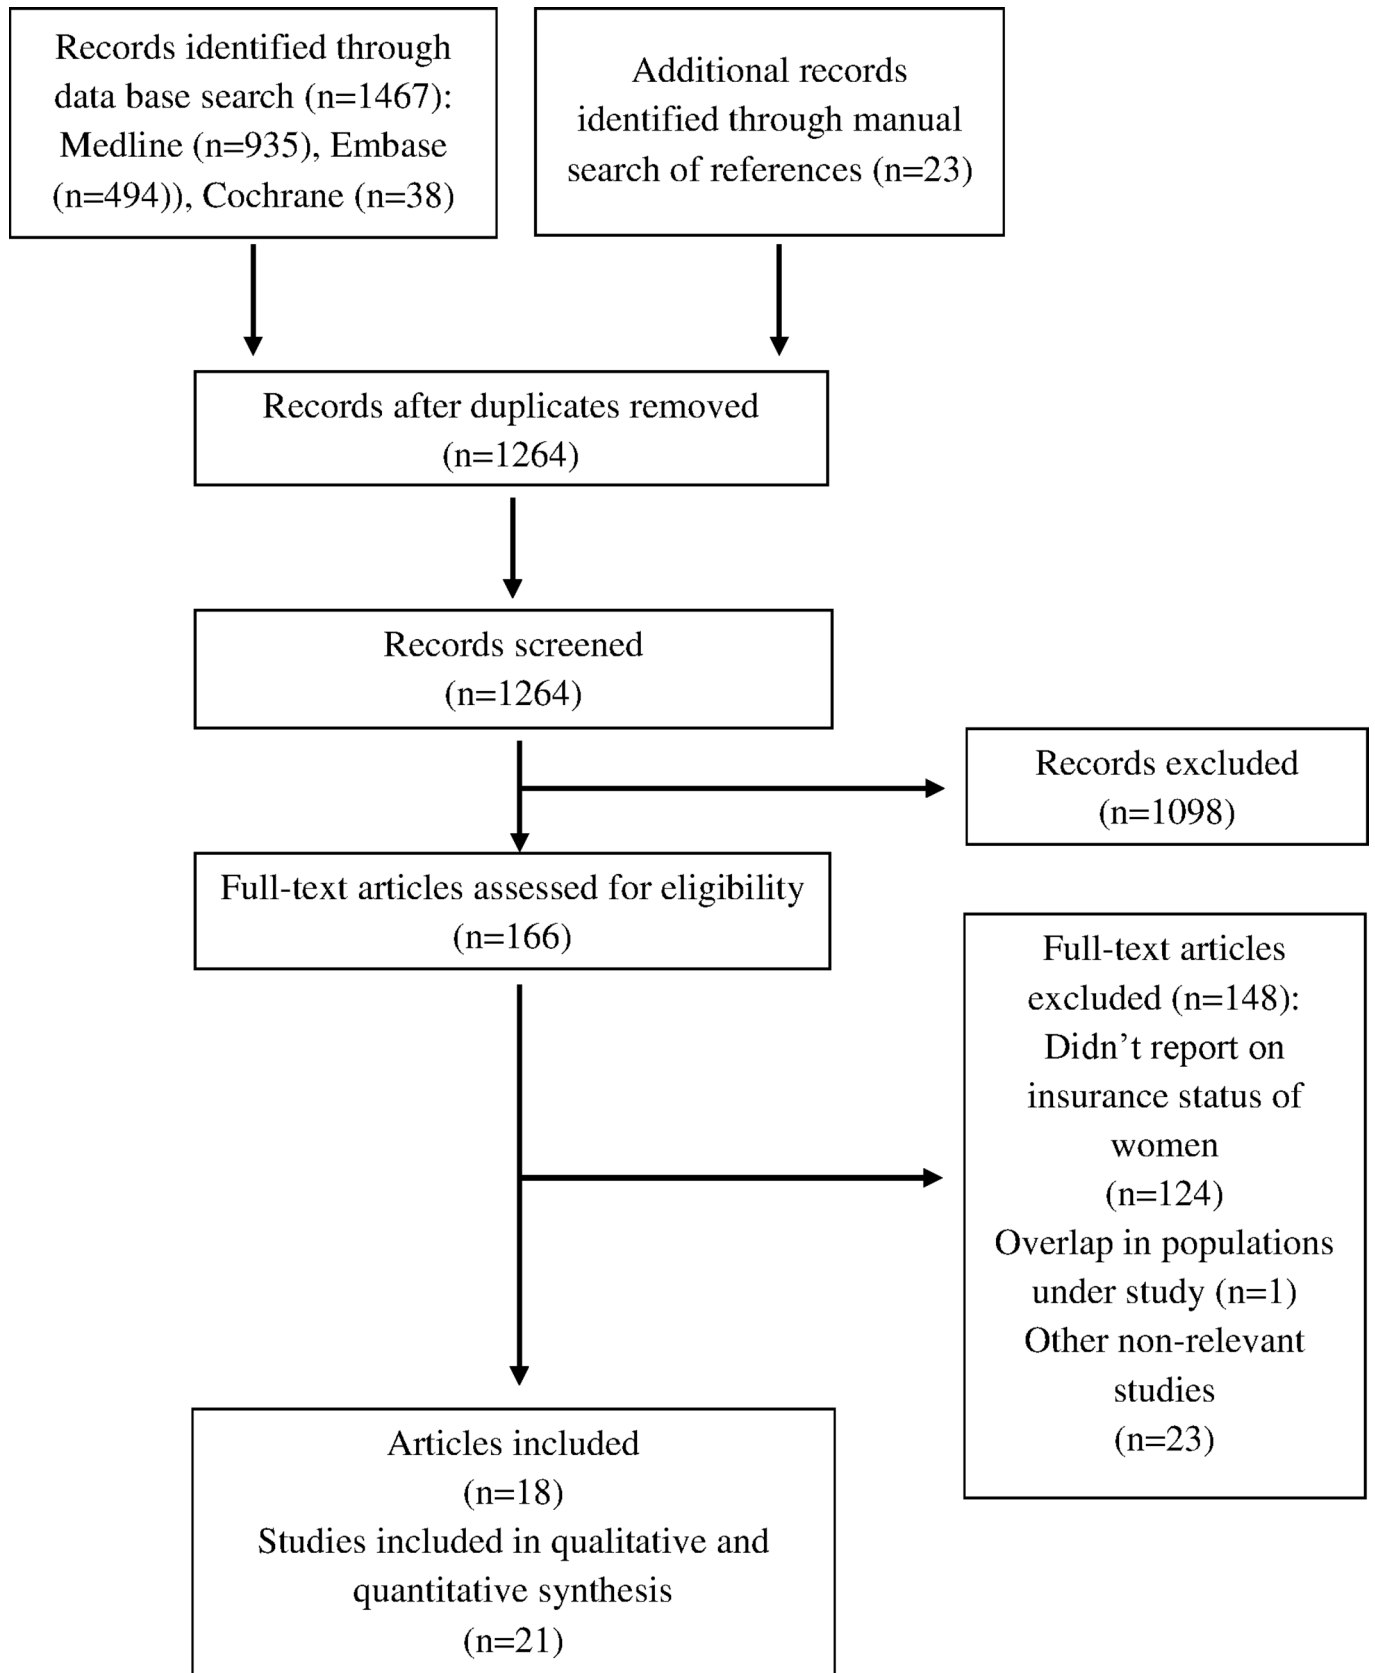 Records identified through
data base search (n=1467):
Medline (n=935), Embase
(n=494)), Cochrane (n=38)
Additional records
identified through manual
search of references (n=23)
Records after duplicates removed
(n=1264)
Records screened
(n=1264)
Records excluded
(n=1098)
Full-text articles assessed for eligibility
(n=166)
Full-text articles
excluded (n=148):
Didn’t report on
insurance status of
women
(n=124)
Overlap in populations
under study (n=1)
Other non-relevant
studies
(n=23)
Articles included
(n=18)
Studies included in qualitative and
quantitative synthesis
(n=21)